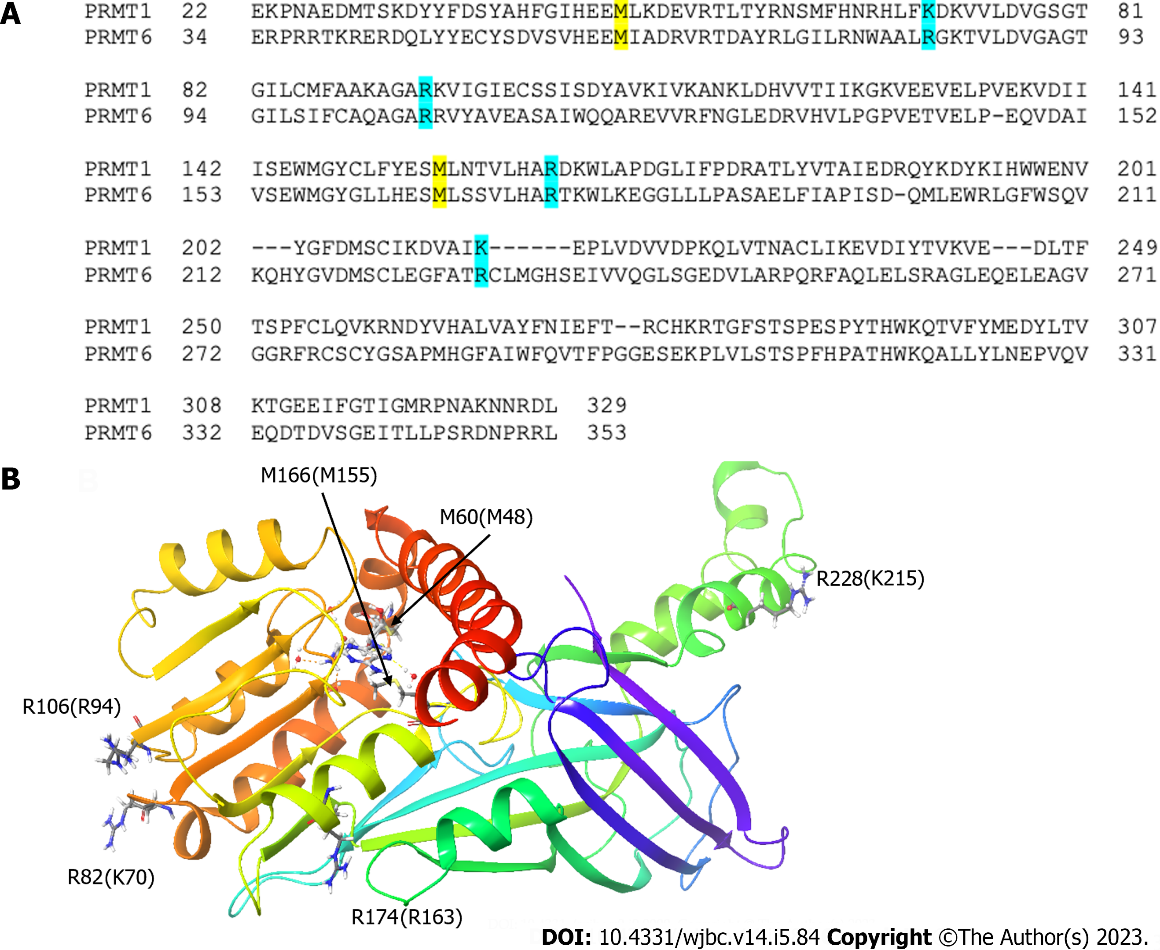 A
PRMT1 22 EKPNAEDMTSKDYYFDSYAHFGIHEEMLKDEVRTLTYRNSMFHNRHLFKDKVVLDVGSGT 81
PRMT6 34 ERPRRTKRERDQLYYECYSDVSVHEEMIADRVRTDAYRLGILRNWAALRGKTVLDVGAGT 93
PRMT1 82 GILCMFAAKAGARKVIGIECSSISDYAVKIVKANKLDHVVTIIKGKVEEVELPVEKVDII 141
PRMT6 94 GILSIFCAQAGARRVYAVEASAIWQQAREVVRFNGLEDRVHVLPGPVETVELP-EQVDAI 152
PRMT1 142 ISEWMGYCLFYESMLNTVLHARDKWLAPDGLIFPDRATLYVTAIEDRQYKDYKIHWWENV 201
PRMT6 153 VSEWMGYGLLHESMLSSVLHARTKWLKEGGLLLPASAELFIAPISD-QMLEWRLGFWSQV 211
PRMT1 202 ---YGFDMSCIKDVAIK------EPLVDVVDPKQLVTNACLIKEVDIYTVKVE---DLTF 249
PRMT6 212 KQHYGVDMSCLEGFATRCLMGHSEIVVQGLSGEDVLARPQRFAQLELSRAGLEQELEAGV 271
PRMT1 250 TSPFCLQVKRNDYVHALVAYFNIEFT--RCHKRTGFSTSPESPYTHWKQTVFYMEDYLTV 307
PRMT6 272 GGRFRCSCYGSAPMHGFAIWFQVTFPGGESEKPLVLSTSPFHPATHWKQALLYLNEPVQV 331
PRMT1 308 KTGEEIFGTIGMRPNAKNNRDL 329
PRMT6 332 EQDTDVSGEITLLPSRDNPRRL 353
B
M166(M155)
M60(M48)
R228(K215)
R106(R94)
R82(K70)
R174(R163)
DOI: 10.4331/wjbc.v14.i5.84 Copyright ©The Author(s) 2023.